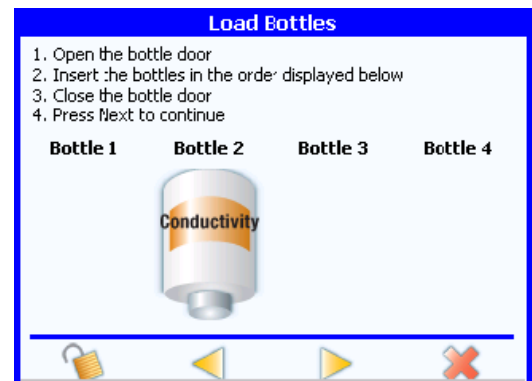 Load Bottles
1. Open the bottle door
2. Insert the bottles in the order displayed below
3. Close the bottle door
4. Press Next to continue
Bottle 1 Bottle 2 Bottle 3 Bottle 4
Conductivity